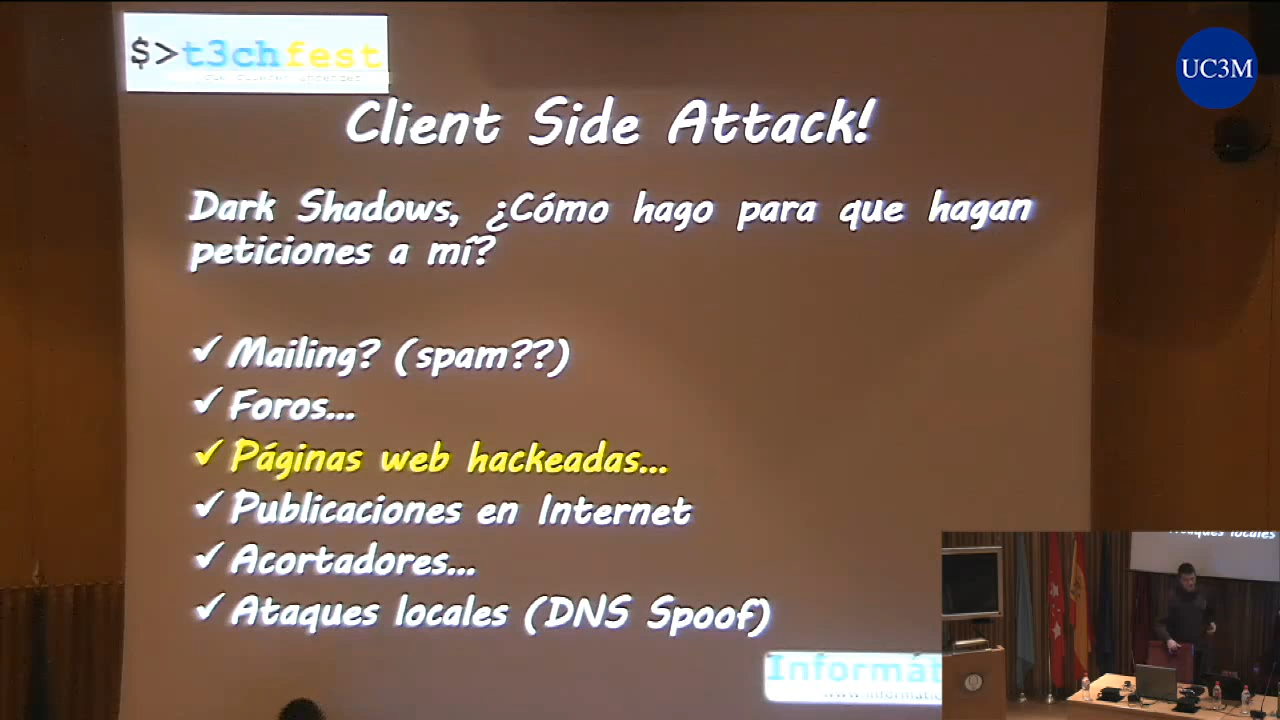 $>t3chfest
UC3M
Client Side Attack!
Dark Shadows, ¿Cómo hago para que hagan
peticiones a mí?
✓ Mailing? (spam??)
✓ Foros...
✓ Páginas web hackeadas...
✓ Publicaciones en Internet
✓ Acortadores...
✓ Ataques locales (DNS Spoof)
Informát
locales